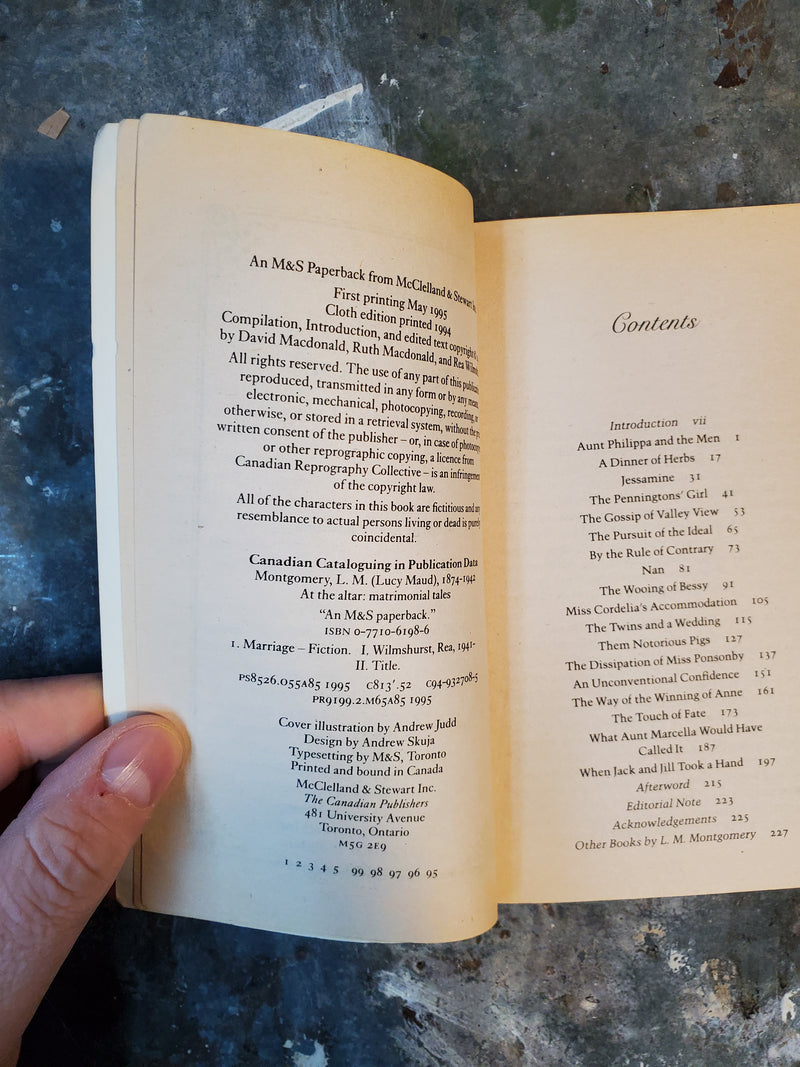 An M&S Paperback from McClelland & Stewart
First printing May 1995
Cloth edition printed 1994
Compilation, Introduction, and edited text copyright
by David Macdonald, Ruth Macdonald, and Rea
All rights reserved. The use of any part of this
reproduced, transmitted in any form or by any
electronic, mechanical, photocopying, recording,
otherwise, or stored in a retrieval system, without the
written consent of the publisher – or, in case of
or other reprographic copying, a licence from
Canadian Reprography Collective – is an infringement
of the copyright law.
All of the characters in this book are fictitious and any
resemblance to actual persons living or dead is purely
coincidental.
Canadian Cataloguing in Publication Data
Montgomery, L. M. (Lucy Maud), 1874-1942
At the altar: matrimonial tales
"An M&S paperback."
ISBN 0-7710-6198-6
1. Marriage – Fiction. I. Wilmshurst, Rea, 1941-
II. Title.
PS8526.055A85 1995 C813'.52 C94-932708-5
PR9199.2.M65A85 1995
Cover illustration by Andrew Judd
Design by Andrew Skuja
Typesetting by M&S, Toronto
Printed and bound in Canada
McClelland & Stewart Inc.
The Canadian Publishers
481 University Avenue
Toronto, Ontario
M5G 2E9
1 2 3 4 5 99 98 97 96 95
Contents
Introduction vii
Aunt Philippa and the Men 1
A Dinner of Herbs 17
Jessamine 31
The Penningtons' Girl 41
The Gossip of Valley View 53
The Pursuit of the Ideal 65
By the Rule of Contrary 73
Nan 81
The Wooing of Bessy 91
Miss Cordelia's Accommodation 105
The Twins and a Wedding 115
Them Notorious Pigs 127
The Dissipation of Miss Ponsonby 137
An Unconventional Confidence 151
The Way of the Winning of Anne 161
The Touch of Fate 173
What Aunt Marcella Would Have
Called It 187
When Jack and Jill Took a Hand 197
Afterword 215
Editorial Note 223
Acknowledgements 225
Other Books by L. M. Montgomery 227